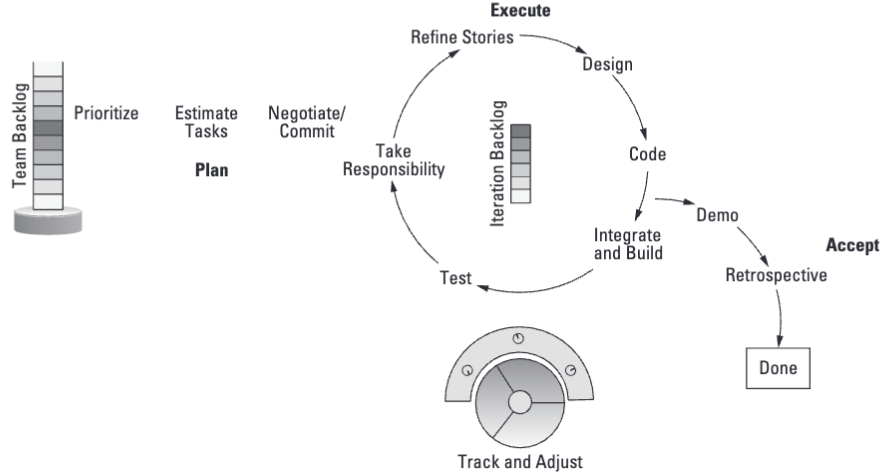 Execute
Refine Stories
Design
Team Backlog
Prioritize
Estimate
Tasks
Negotiate/
Commit
Plan
Take
Responsibility
Iteration Backlog
Code
Demo
Integrate
and Build
Accept
Test
Retrospective
Done
Track and Adjust